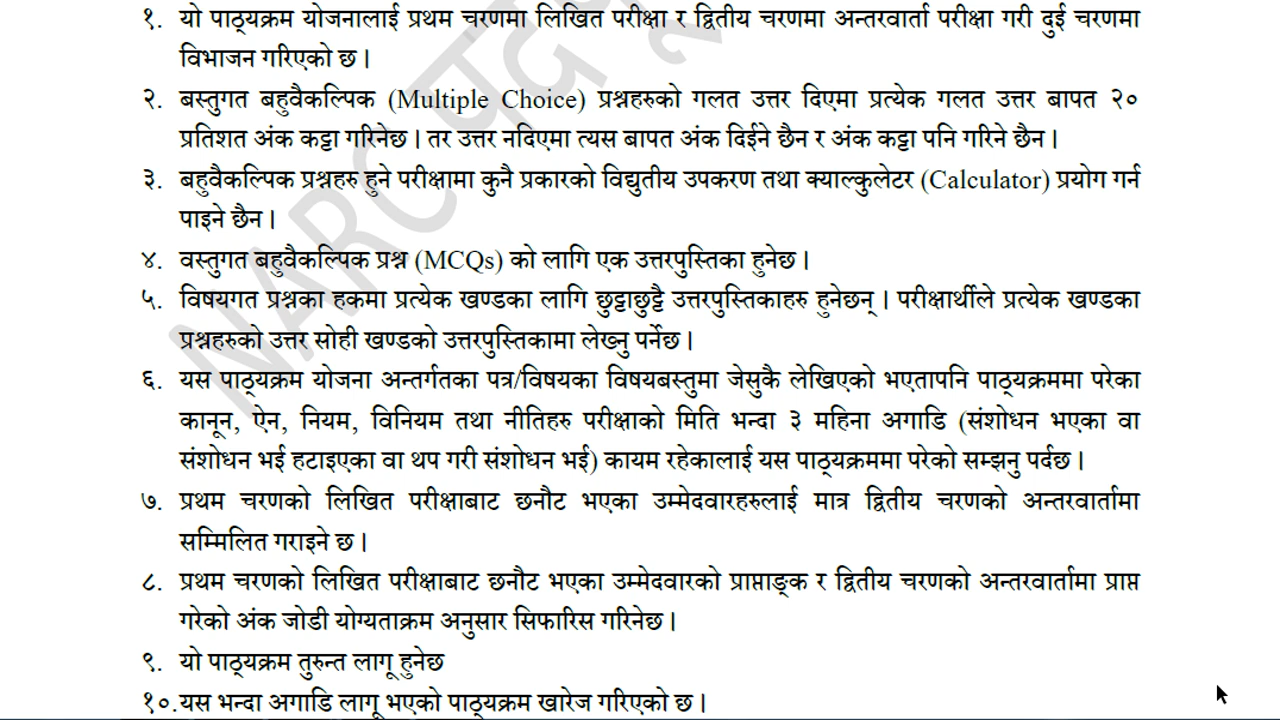 १. यो पाठ्यक्रम योजनालाई प्रथम चरणमा लिखित परीक्षा र द्वितीय चरणमा अन्तरवार्ता परीक्षा गरी दुई चरणमा
विभाजन गरिएको छ ।
२. बस्तुगत बहुवैकल्पिक (Multiple Choice) प्रश्नहरुको गलत उत्तर दिएमा प्रत्येक गलत उत्तर बापत २०
प्रतिशत अंक कट्टा गरिनेछ । तर उत्तर नदिएमा त्यस बापत अंक दिईने छैन र अंक कट्टा पनि गरिने छैन ।
३. बहुवैकल्पिक प्रश्नहरु हुने परीक्षामा कुनै प्रकारको विद्युतीय उपकरण तथा क्याल्कुलेटर (Calculator) प्रयोग गर्न
पाइने छैन ।
४. वस्तुगत बहुवैकल्पिक प्रश्न (MCQs) को लागि एक उत्तरपुस्तिका हुनेछ ।
५. विषयगत प्रश्नका हकमा प्रत्येक खण्डका लागि छुट्टाछुट्टै उत्तरपुस्तिकाहरु हुनेछन् । परीक्षार्थीले प्रत्येक खण्डका
प्रश्नहरुको उत्तर सोही खण्डको उत्तरपुस्तिकामा लेख्नु पर्नेछ ।
६. यस पाठ्यक्रम योजना अन्तर्गतका पत्र/विषयका विषयबस्तुमा जेसुकै लेखिएको भएतापनि पाठ्यक्रममा परेका
कानून, ऐन, नियम, विनियम तथा नीतिहरु परीक्षाको मिति भन्दा ३ महिना अगाडि (संशोधन भएका वा
संशोधन भई हटाइएका वा थप गरी संशोधन भई) कायम रहेकालाई यस पाठ्यक्रममा परेको सम्झनु पर्दछ ।
७. प्रथम चरणको लिखित परीक्षाबाट छनौट भएका उम्मेदवारहरुलाई मात्र द्वितीय चरणको अन्तरवार्तामा
सम्मिलित गराइने छ ।
८. प्रथम चरणको लिखित परीक्षाबाट छनौट भएका उम्मेदवारको प्राप्ताङ्क र द्वितीय चरणको अन्तरवार्तामा प्राप्त
गरेको अंक जोडी योग्यताक्रम अनुसार सिफारिस गरिनेछ ।
९. यो पाठ्यक्रम तुरुन्त लागू हुनेछ
१०.यस भन्दा अगाडि लागू भएको पाठ्यक्रम खारेज गरिएको छ ।
NARC